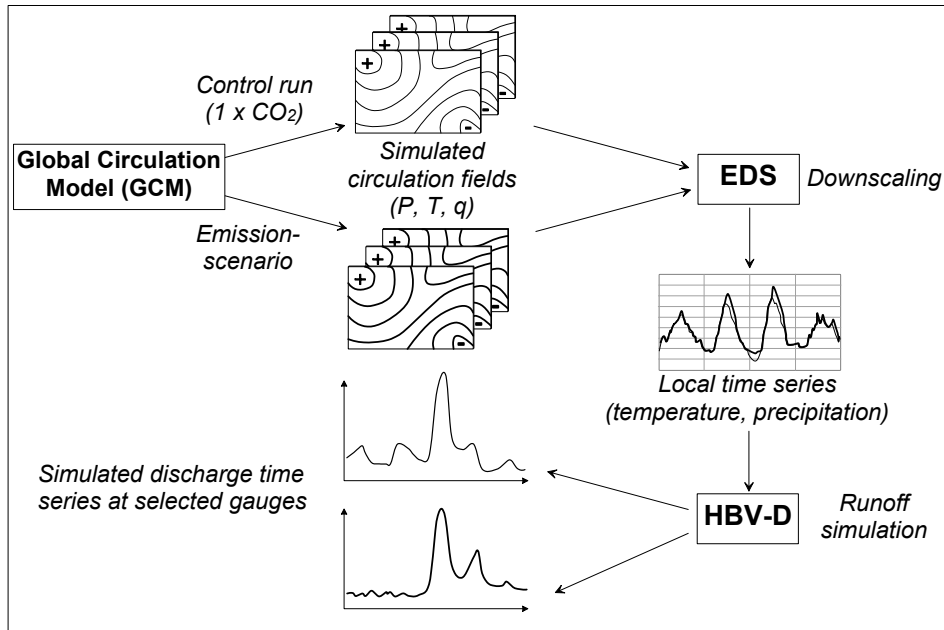 Control run
(1 x CO₂)
Global Circulation
Model (GCM)
Emission-
scenario
+
+
+
-
-
-
Simulated
circulation fields
(P, T, q)
+
+
+
-
-
-
EDS
Downscaling
Local time series
(temperature, precipitation)
HBV-D
Runoff
simulation
Simulated discharge time
series at selected gauges